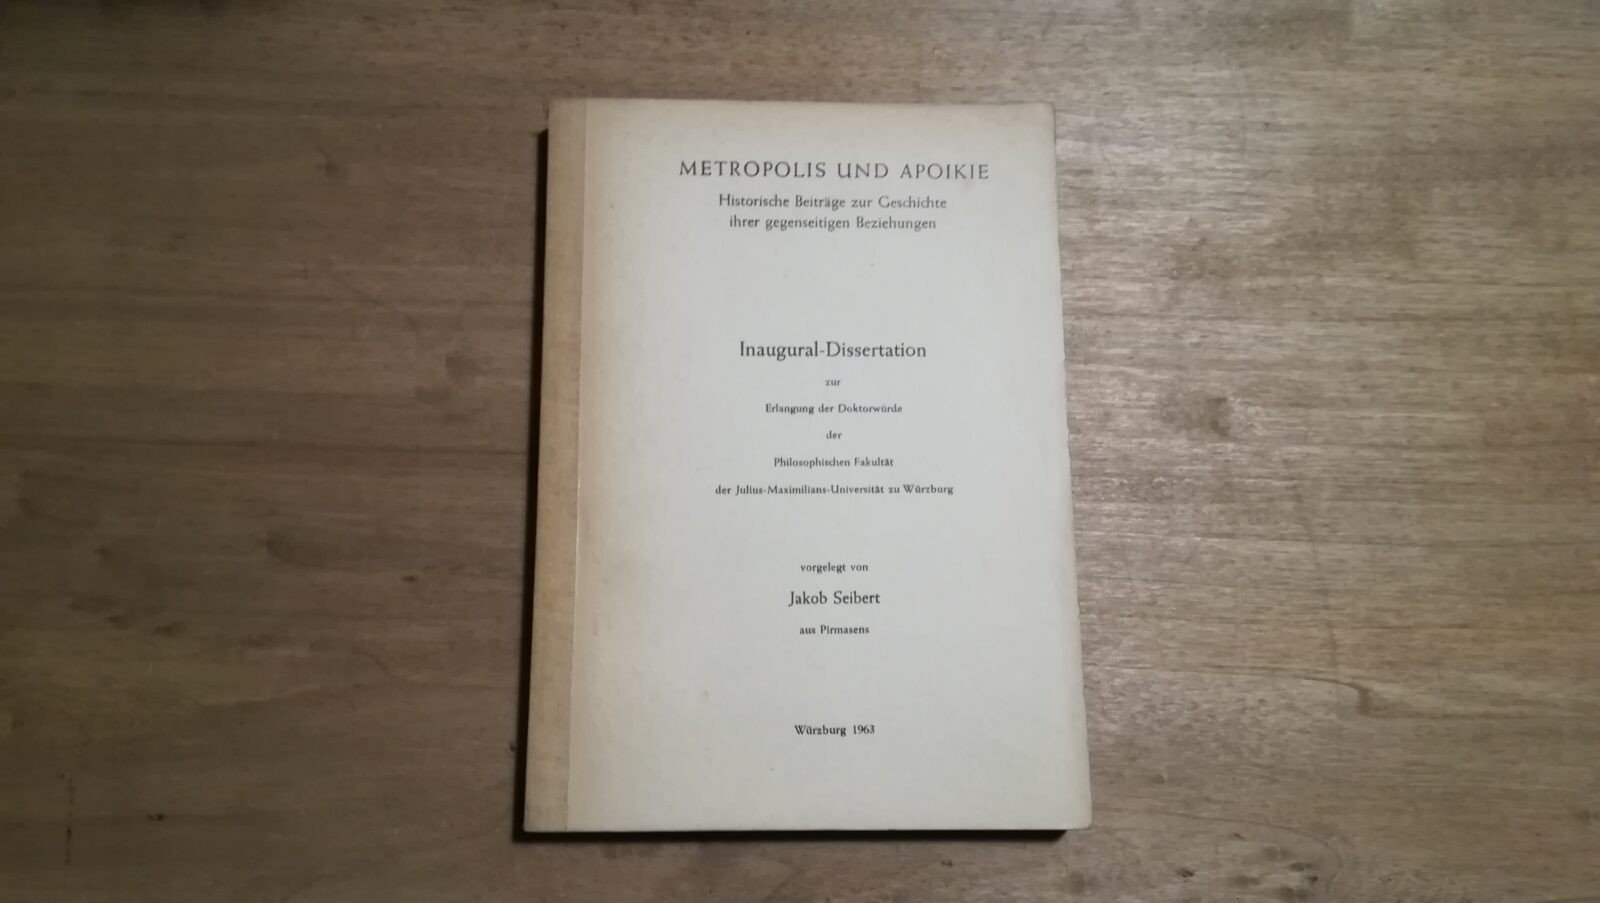 METROPOLIS UND APOIKIE
Historische Beiträge zur Geschichte
ihrer gegenseitigen Beziehungen
Inaugural-Dissertation
zur
Erlangung der Doktorwürde
der
Philosophischen Fakultät
der Julius-Maximilians-Universität zu Würzburg
vorgelegt von
Jakob Seibert
aus Pirmasens
Würzburg 1963